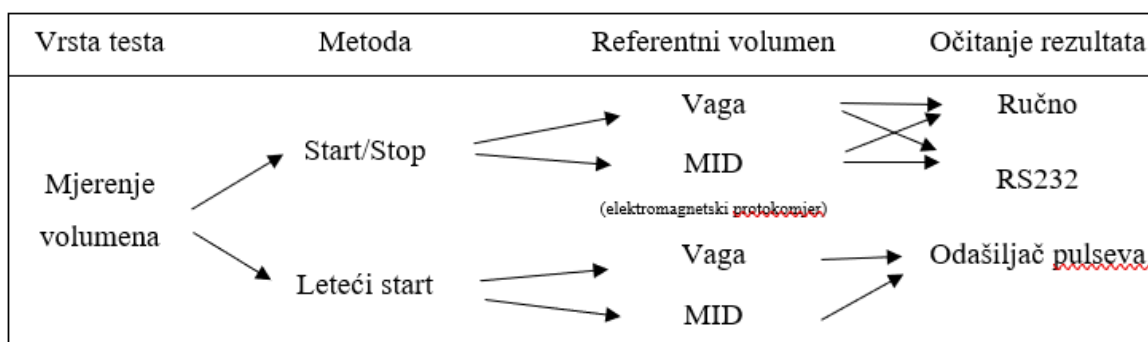 Vrsta testa Metoda Referentni volumen Očitanje rezultata
Vaga Ručno
Start/Stop
MID
Mjerenje RS232
(elektromagnetski protokomjer)
volumena
Vaga Odašiljač pulseva
Leteći start
MID